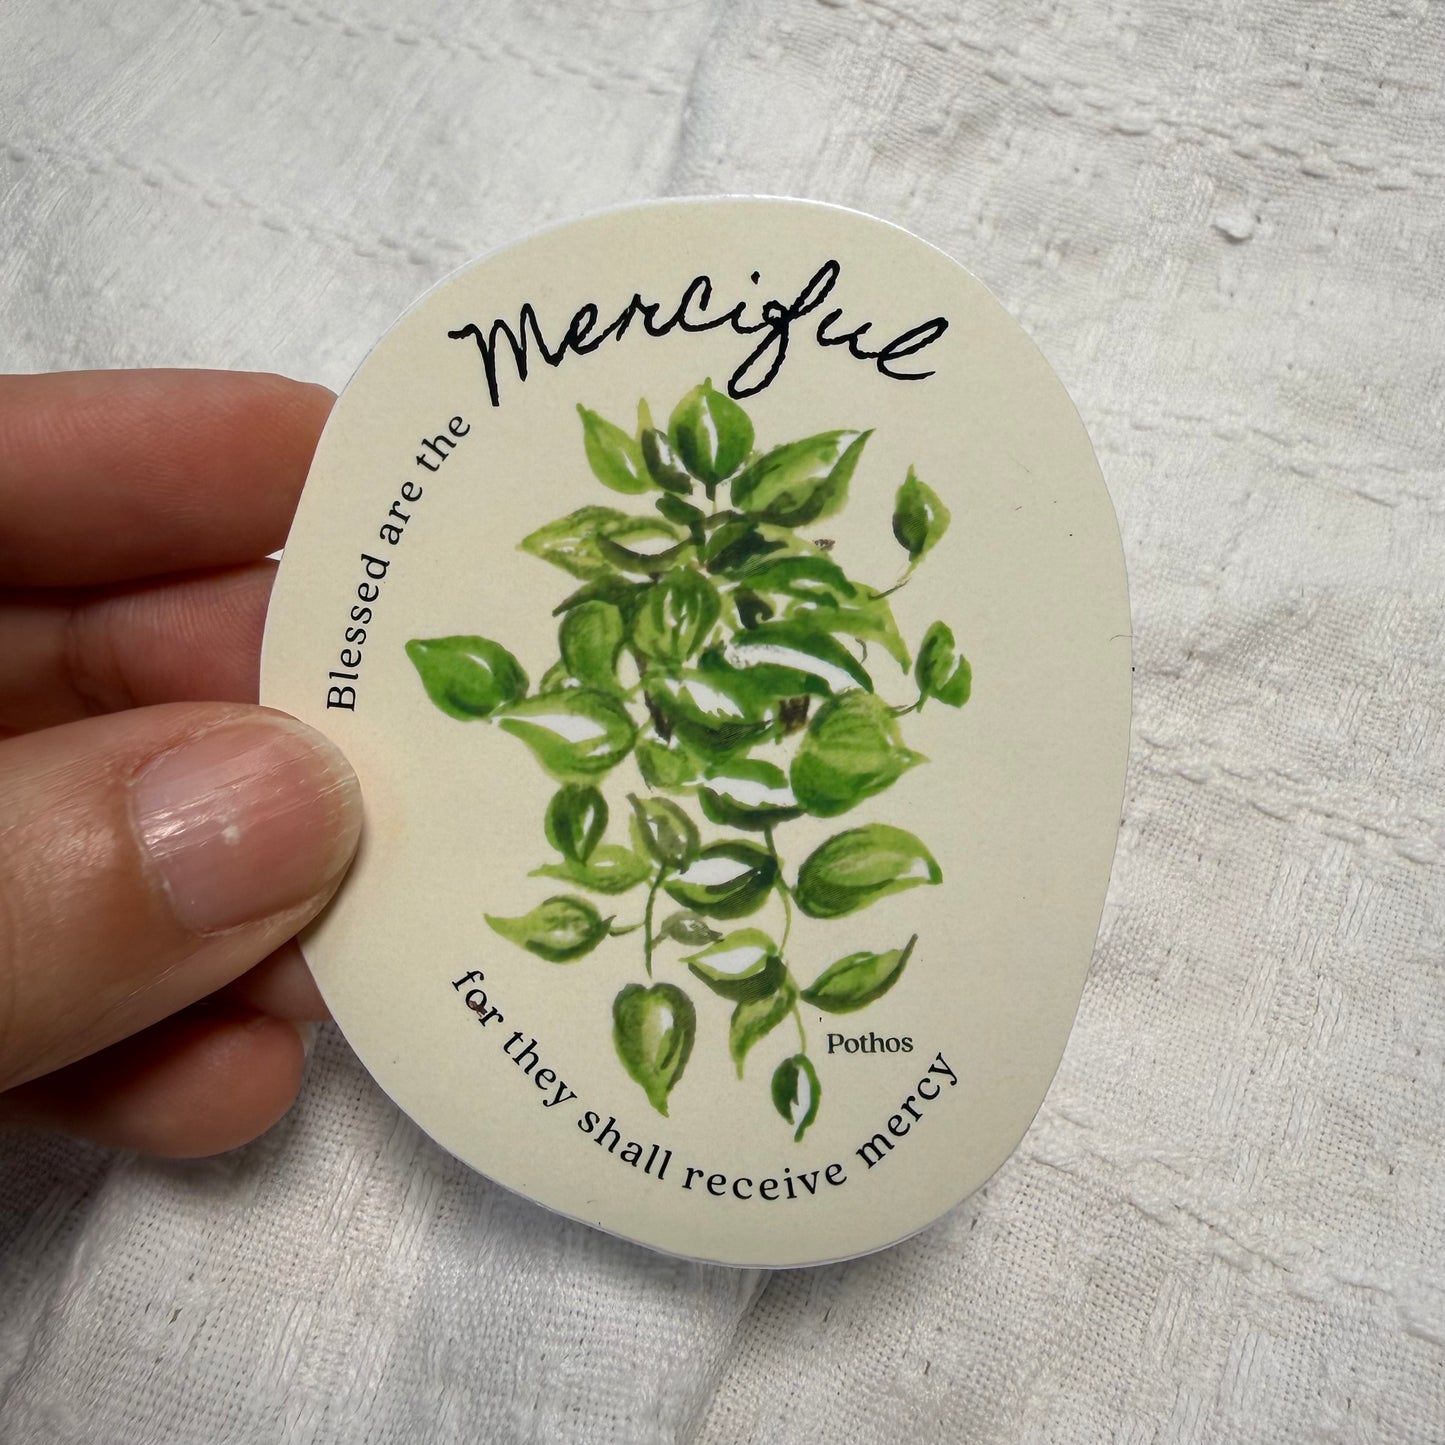 Blessed are the
Merciful
for they shall receive mercy
Pothos